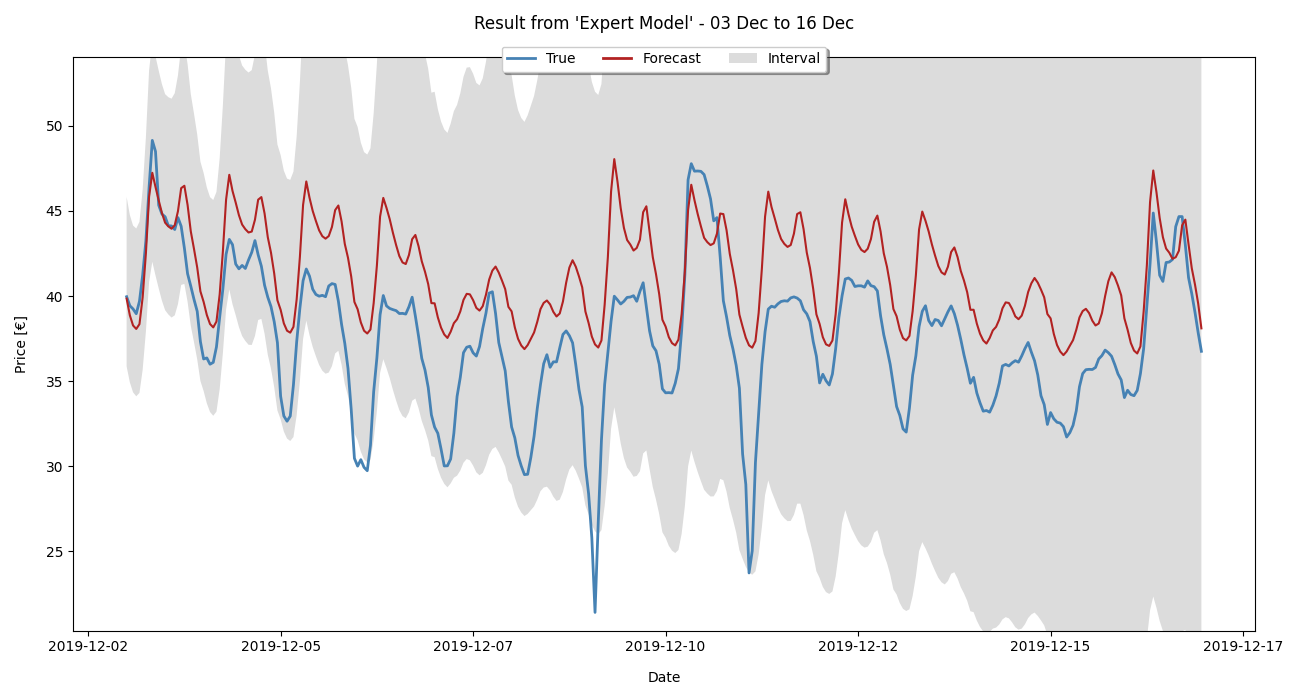 Result from 'Expert Model' - 03 Dec to 16 Dec
True
Forecast
Interval
Price [€]
50
45
40
35
30
25
2019-12-02
2019-12-05
2019-12-07
2019-12-10
2019-12-12
2019-12-15
2019-12-17
Date